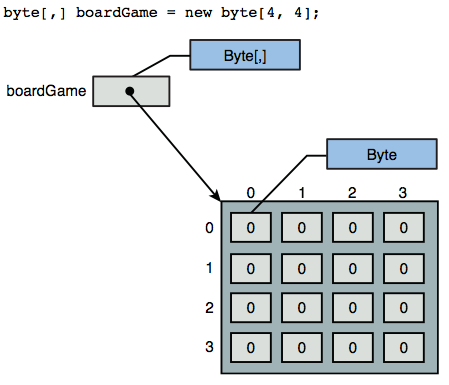 byte[,] boardGame = new byte[4, 4];
Byte[,]
boardGame
Byte
0 1 2 3
0 0 0 0 0
1 0 0 0 0
2 0 0 0 0
3 0 0 0 0